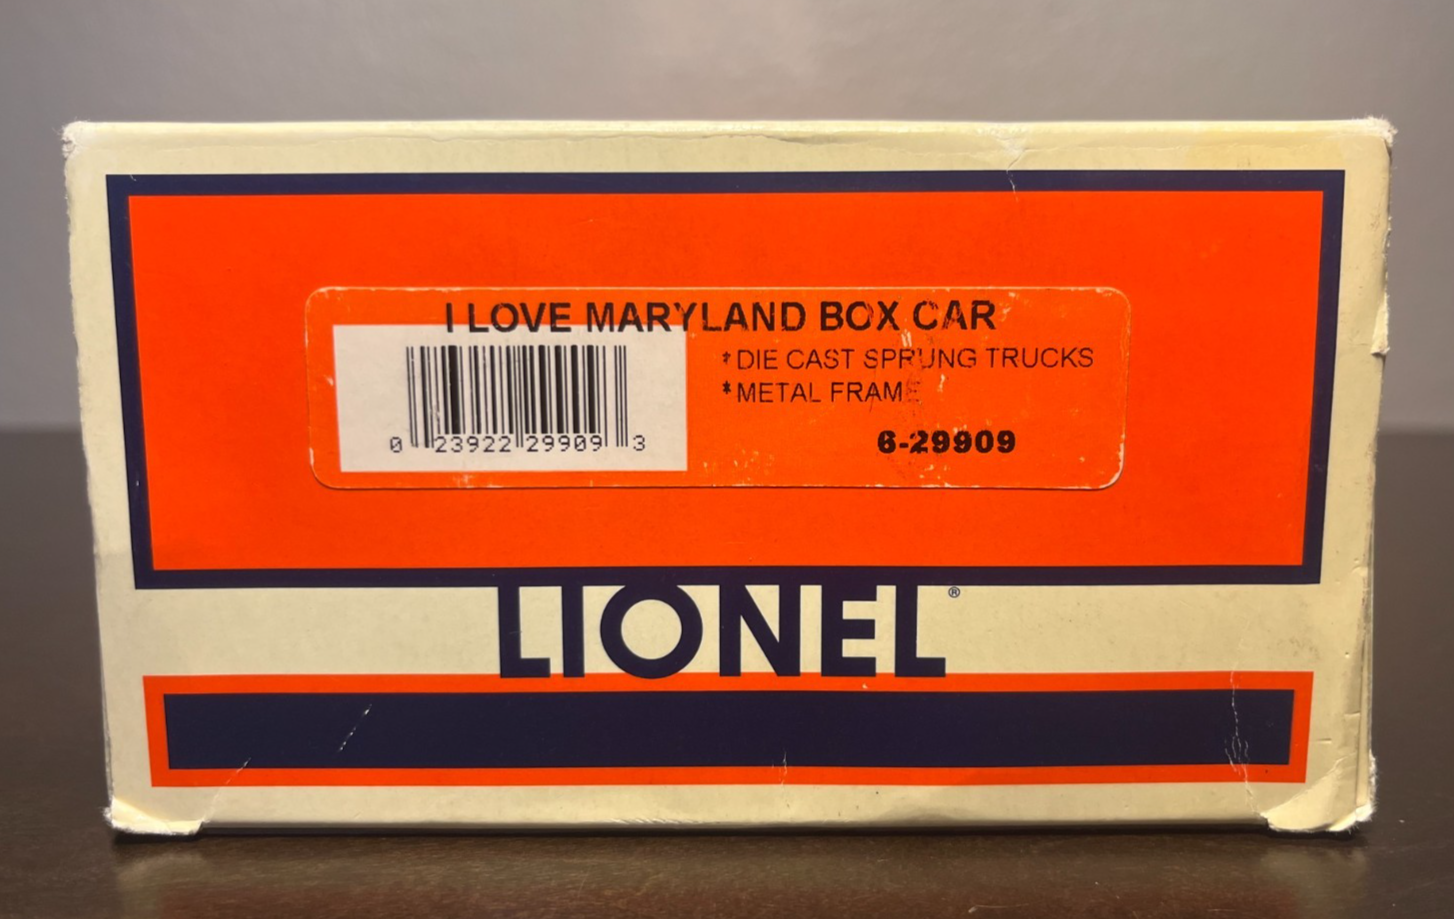 I LOVE MARYLAND BOX CAR
* DIE CAST SPRUNG TRUCKS
* METAL FRAME
0 23922 29909 3
6-29909
LIONEL®